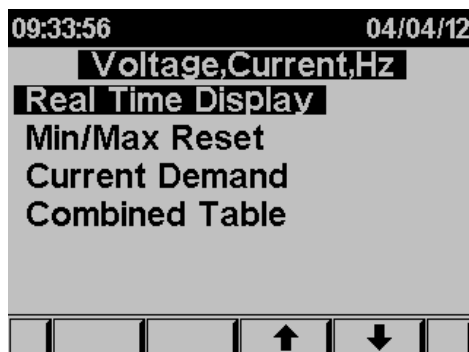 09:33:56 04/04/12
Voltage,Current,Hz
Real Time Display
Min/Max Reset
Current Demand
Combined Table